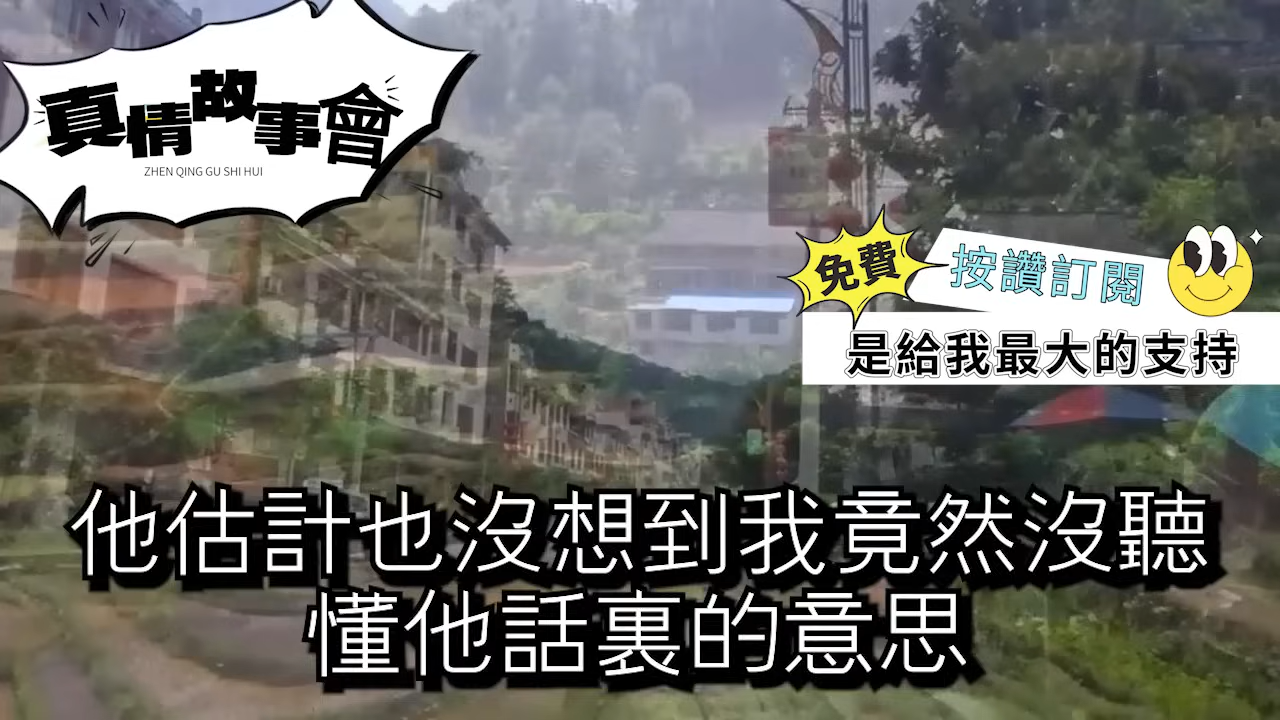 真情故事會
ZHEN QING GU SHI HUI
免費
按讚訂閱
是給我最大的支持
他估計也沒想到我竟然沒聽
懂他話裏的意思